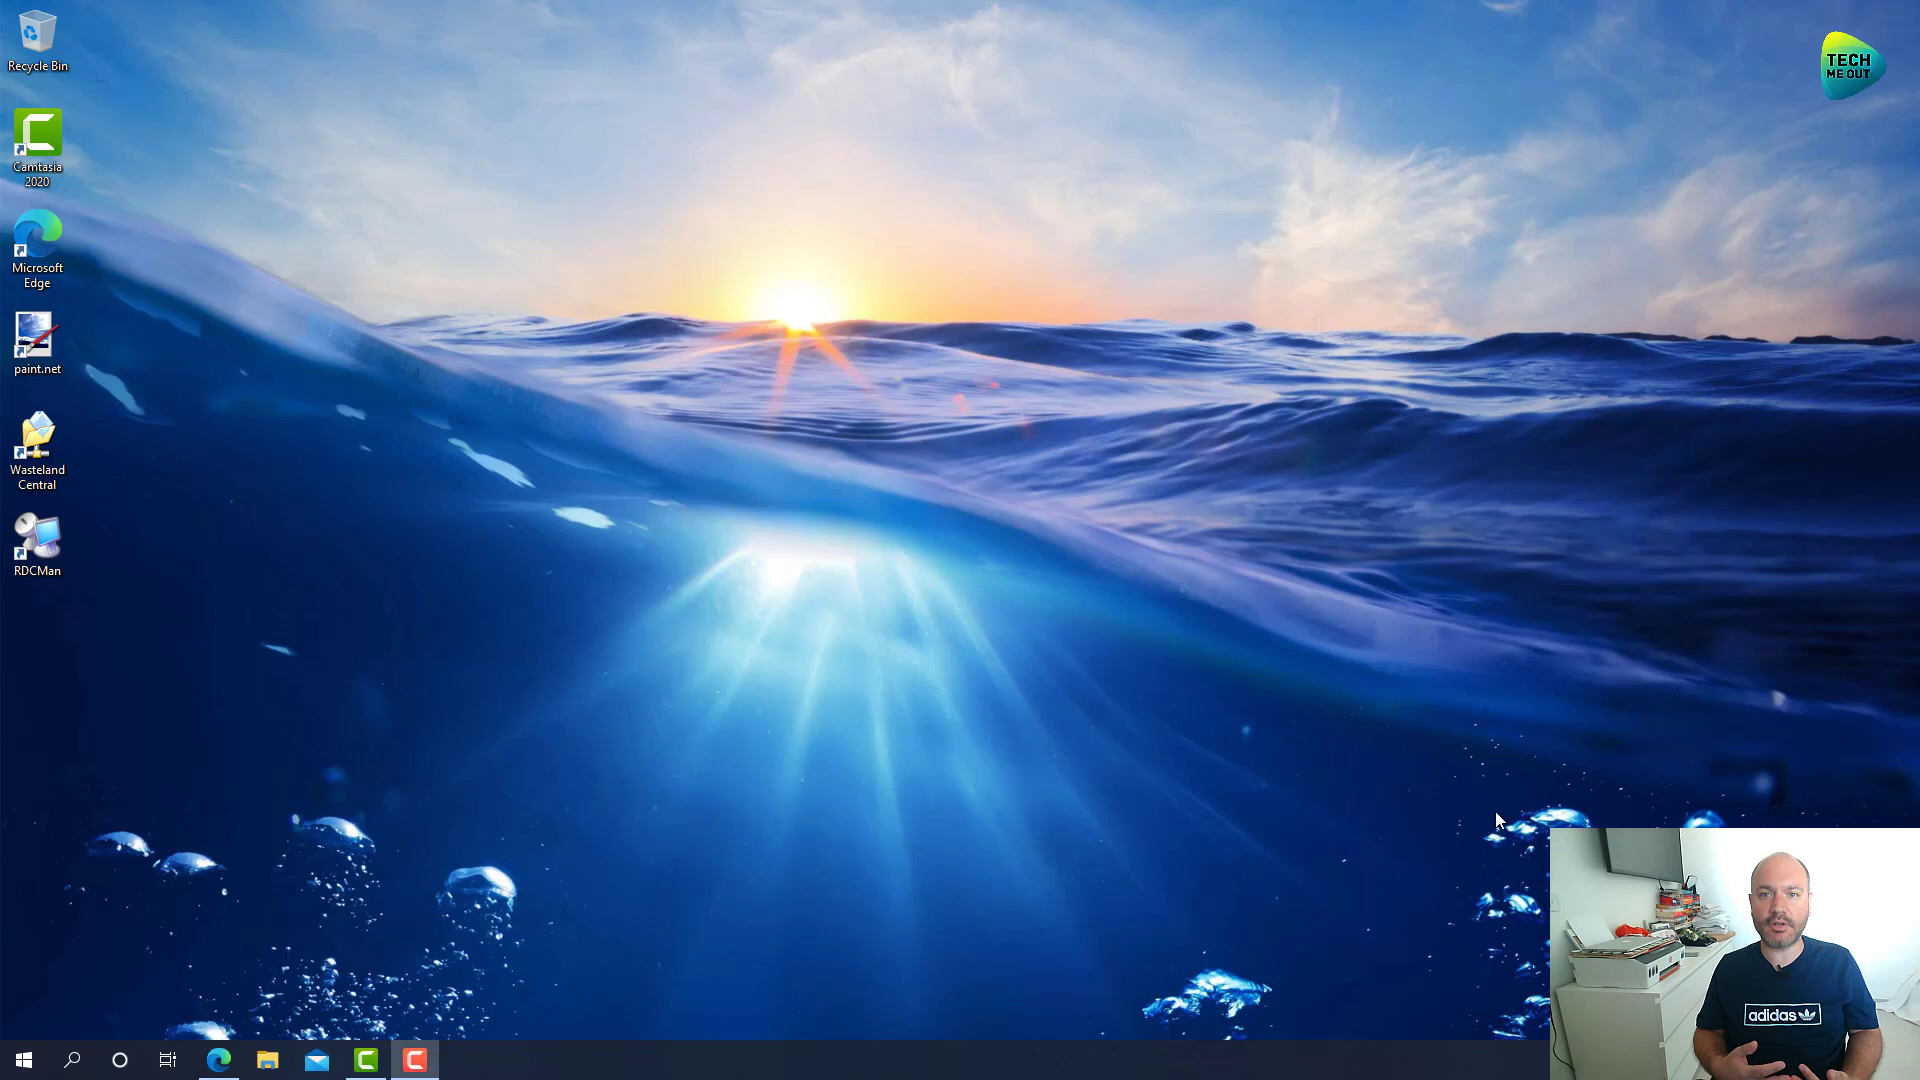 Recycle Bin
TECH
ME OUT
Camtasia
2020
Microsoft
Edge
paint.net
Wasteland
Central
RDCMan
adidas